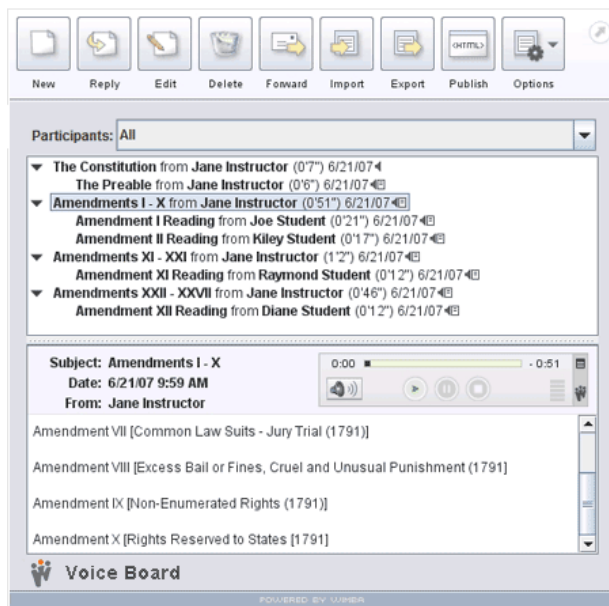 New Reply Edit Delete Forward Import Export <HTML> Publish Options
Participants: All
The Constitution from Jane Instructor (0'7") 6/21/07
The Preable from Jane Instructor (0'6") 6/21/07
Amendments I - X from Jane Instructor (0'51") 6/21/07
Amendment I Reading from Joe Student (0'21") 6/21/07
Amendment II Reading from Kiley Student (0'17") 6/21/07
Amendments XI - XXI from Jane Instructor (1'2") 6/21/07
Amendment XI Reading from Raymond Student (0'12") 6/21/07
Amendments XXII - XXVII from Jane Instructor (0'46") 6/21/07
Amendment XII Reading from Diane Student (0'12") 6/21/07
Subject: Amendments I - X
Date: 6/21/07 9:59 AM
From: Jane Instructor
0:00 - 0:51
Amendment VII [Common Law Suits - Jury Trial (1791)]
Amendment VIII [Excess Bail or Fines, Cruel and Unusual Punishment (1791]
Amendment IX [Non-Enumerated Rights (1791)]
Amendment X [Rights Reserved to States [1791]
Voice Board
POWERED BY WIMBA